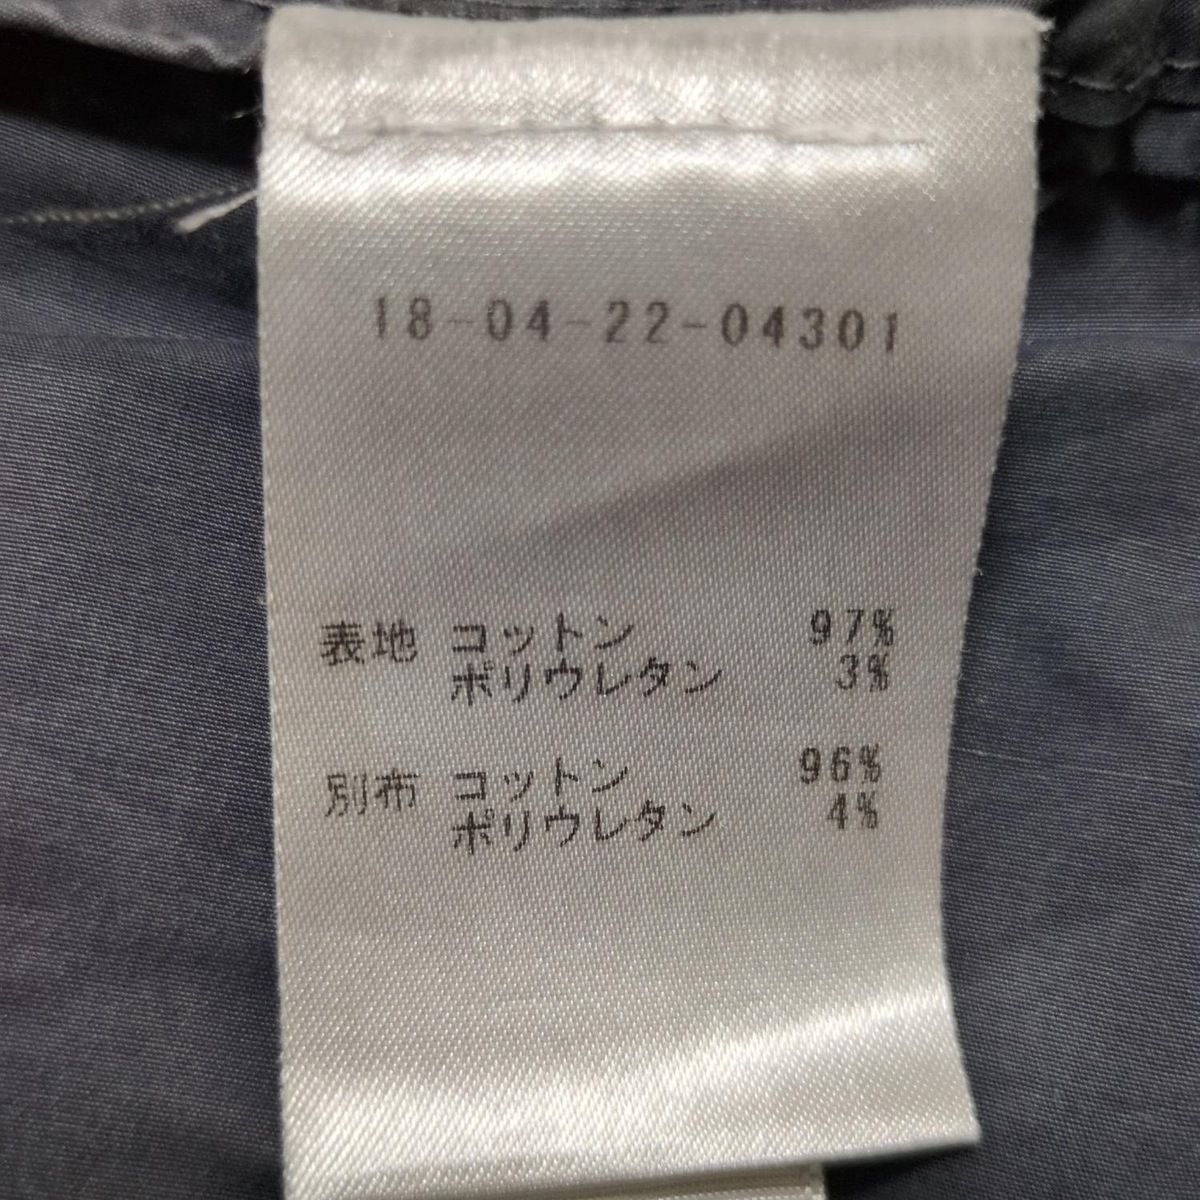 18-04-22-04301
表地 コットン 97%
ポリウレタン 3%
別布 コットン 96%
ポリウレタン 4%